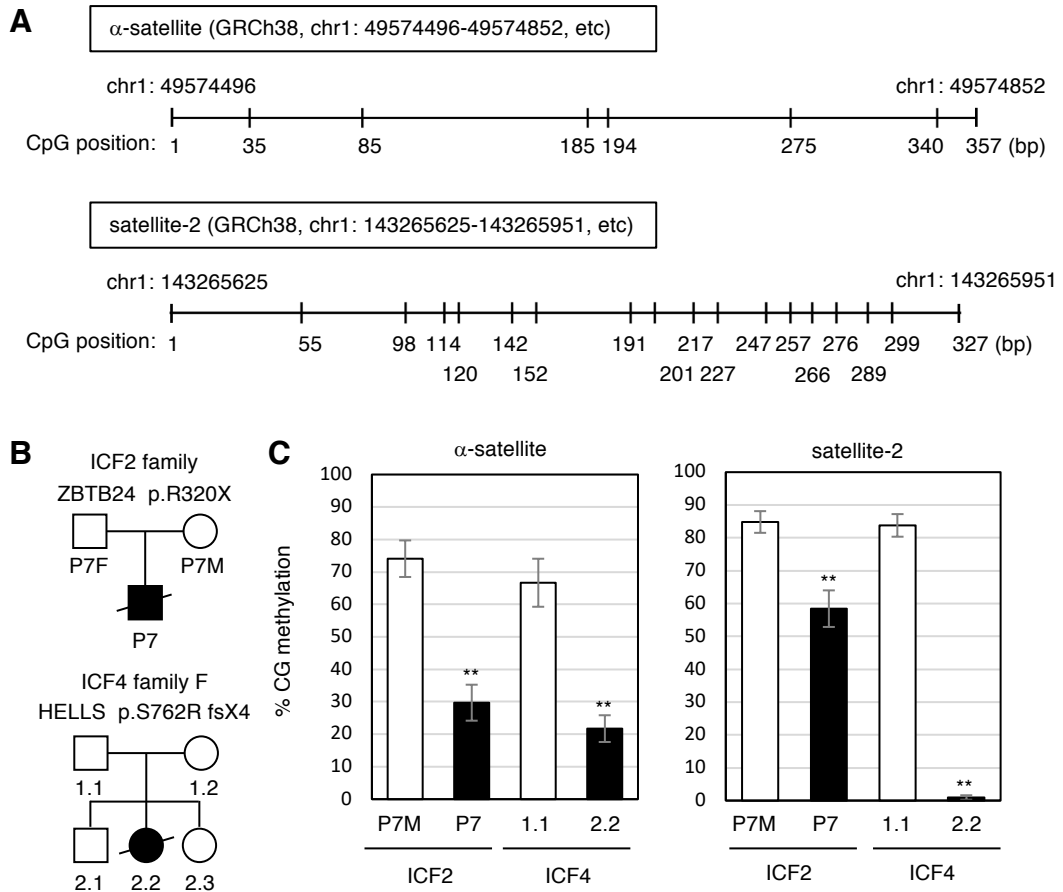 A
α-satellite (GRCh38, chr1: 49574496-49574852, etc)
chr1: 49574496 chr1: 49574852
CpG position: 1 35 85 185 194 275 340 357 (bp)
satellite-2 (GRCh38, chr1: 143265625-143265951, etc)
chr1: 143265625 chr1: 143265951
CpG position: 1 55 98 114 142 191 217 247 257 276 299 327 (bp)
120 152 201 227 266 289
B
ICF2 family
ZBTB24 p.R320X
P7F P7M
P7
ICF4 family F
HELLS p.S762R fsX4
1.1 1.2
2.1 2.2 2.3
C
α-satellite
% CG methylation
100
90
80
70
60
50
40
30
20
10
0
**
**
P7M P7 1.1 2.2
ICF2 ICF4
satellite-2
100
90
80
70
60
50
40
30
20
10
0
**
**
P7M P7 1.1 2.2
ICF2 ICF4